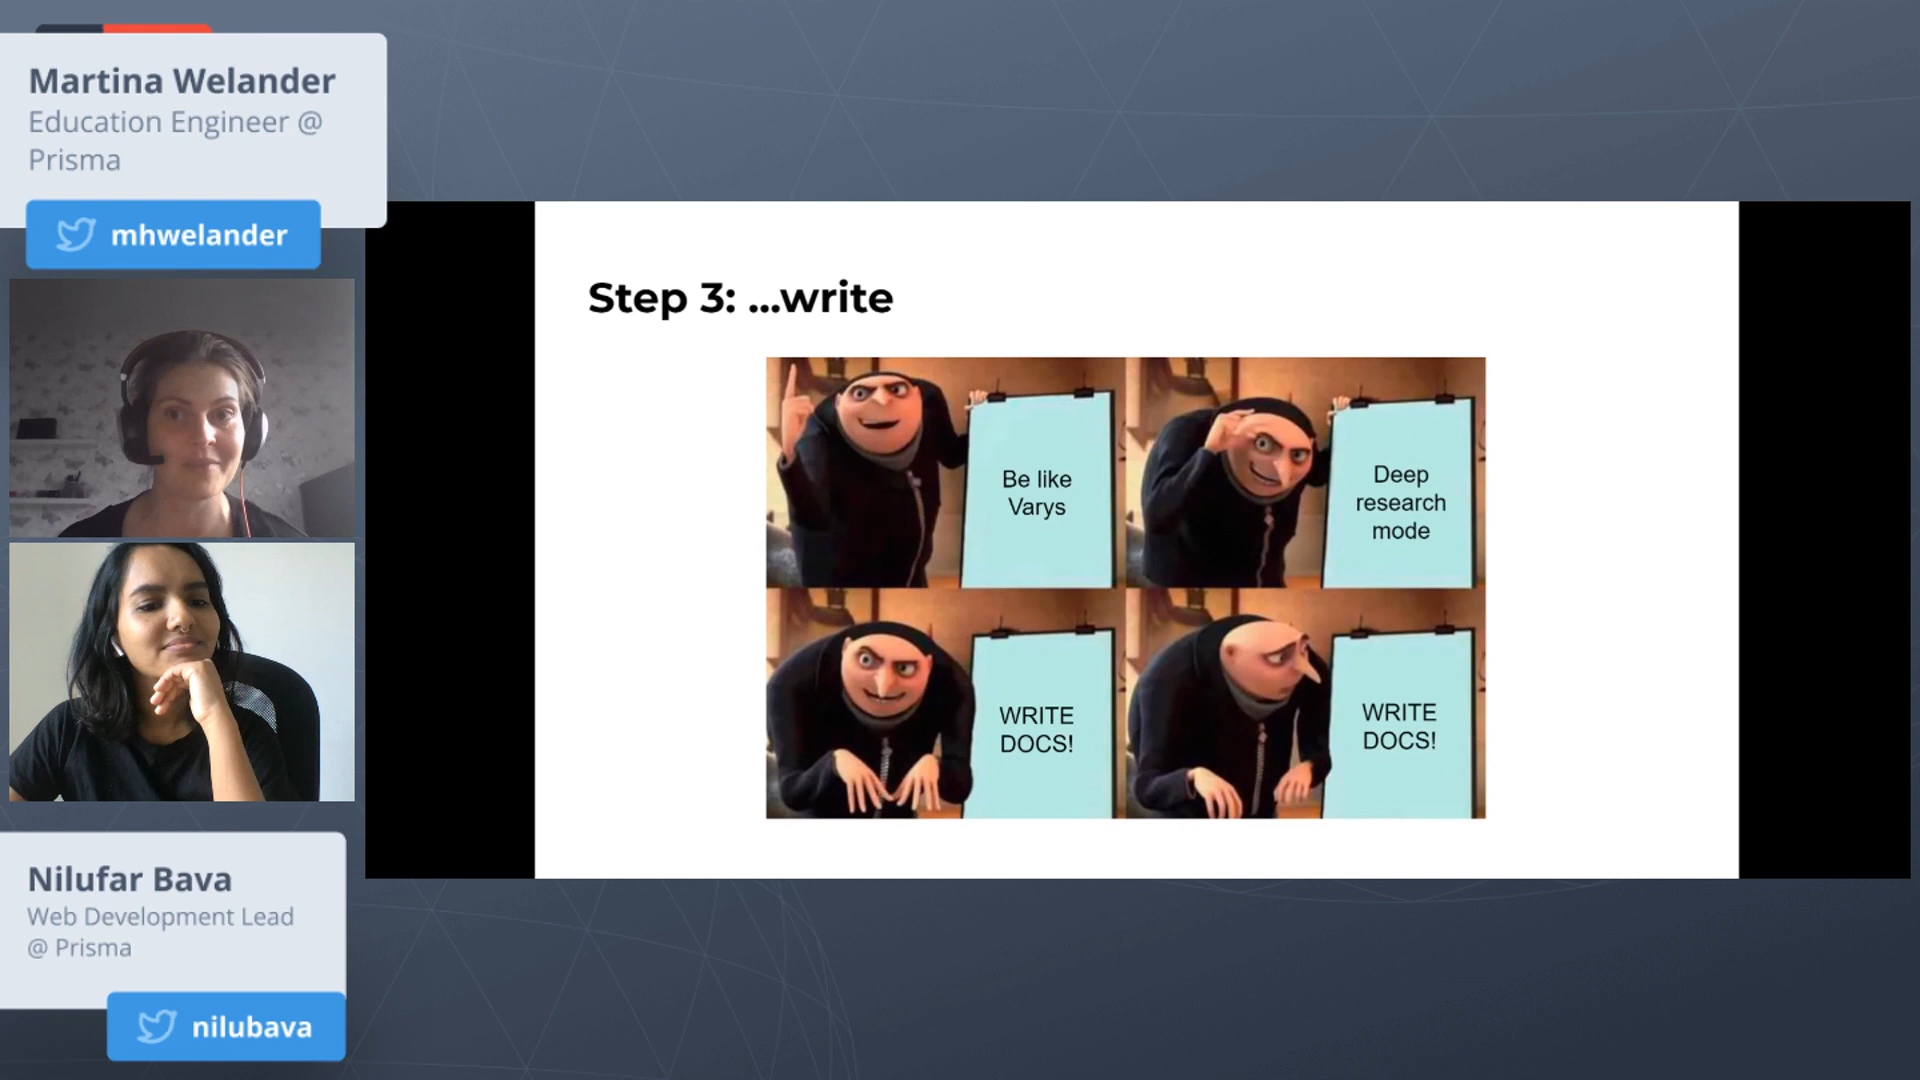 Martina Welander
Education Engineer @
Prisma
mhwelander
Step 3: ...write
Be like
Varys
Deep
research
mode
WRITE
DOCS!
WRITE
DOCS!
Nilufar Bava
Web Development Lead
@ Prisma
nilubava